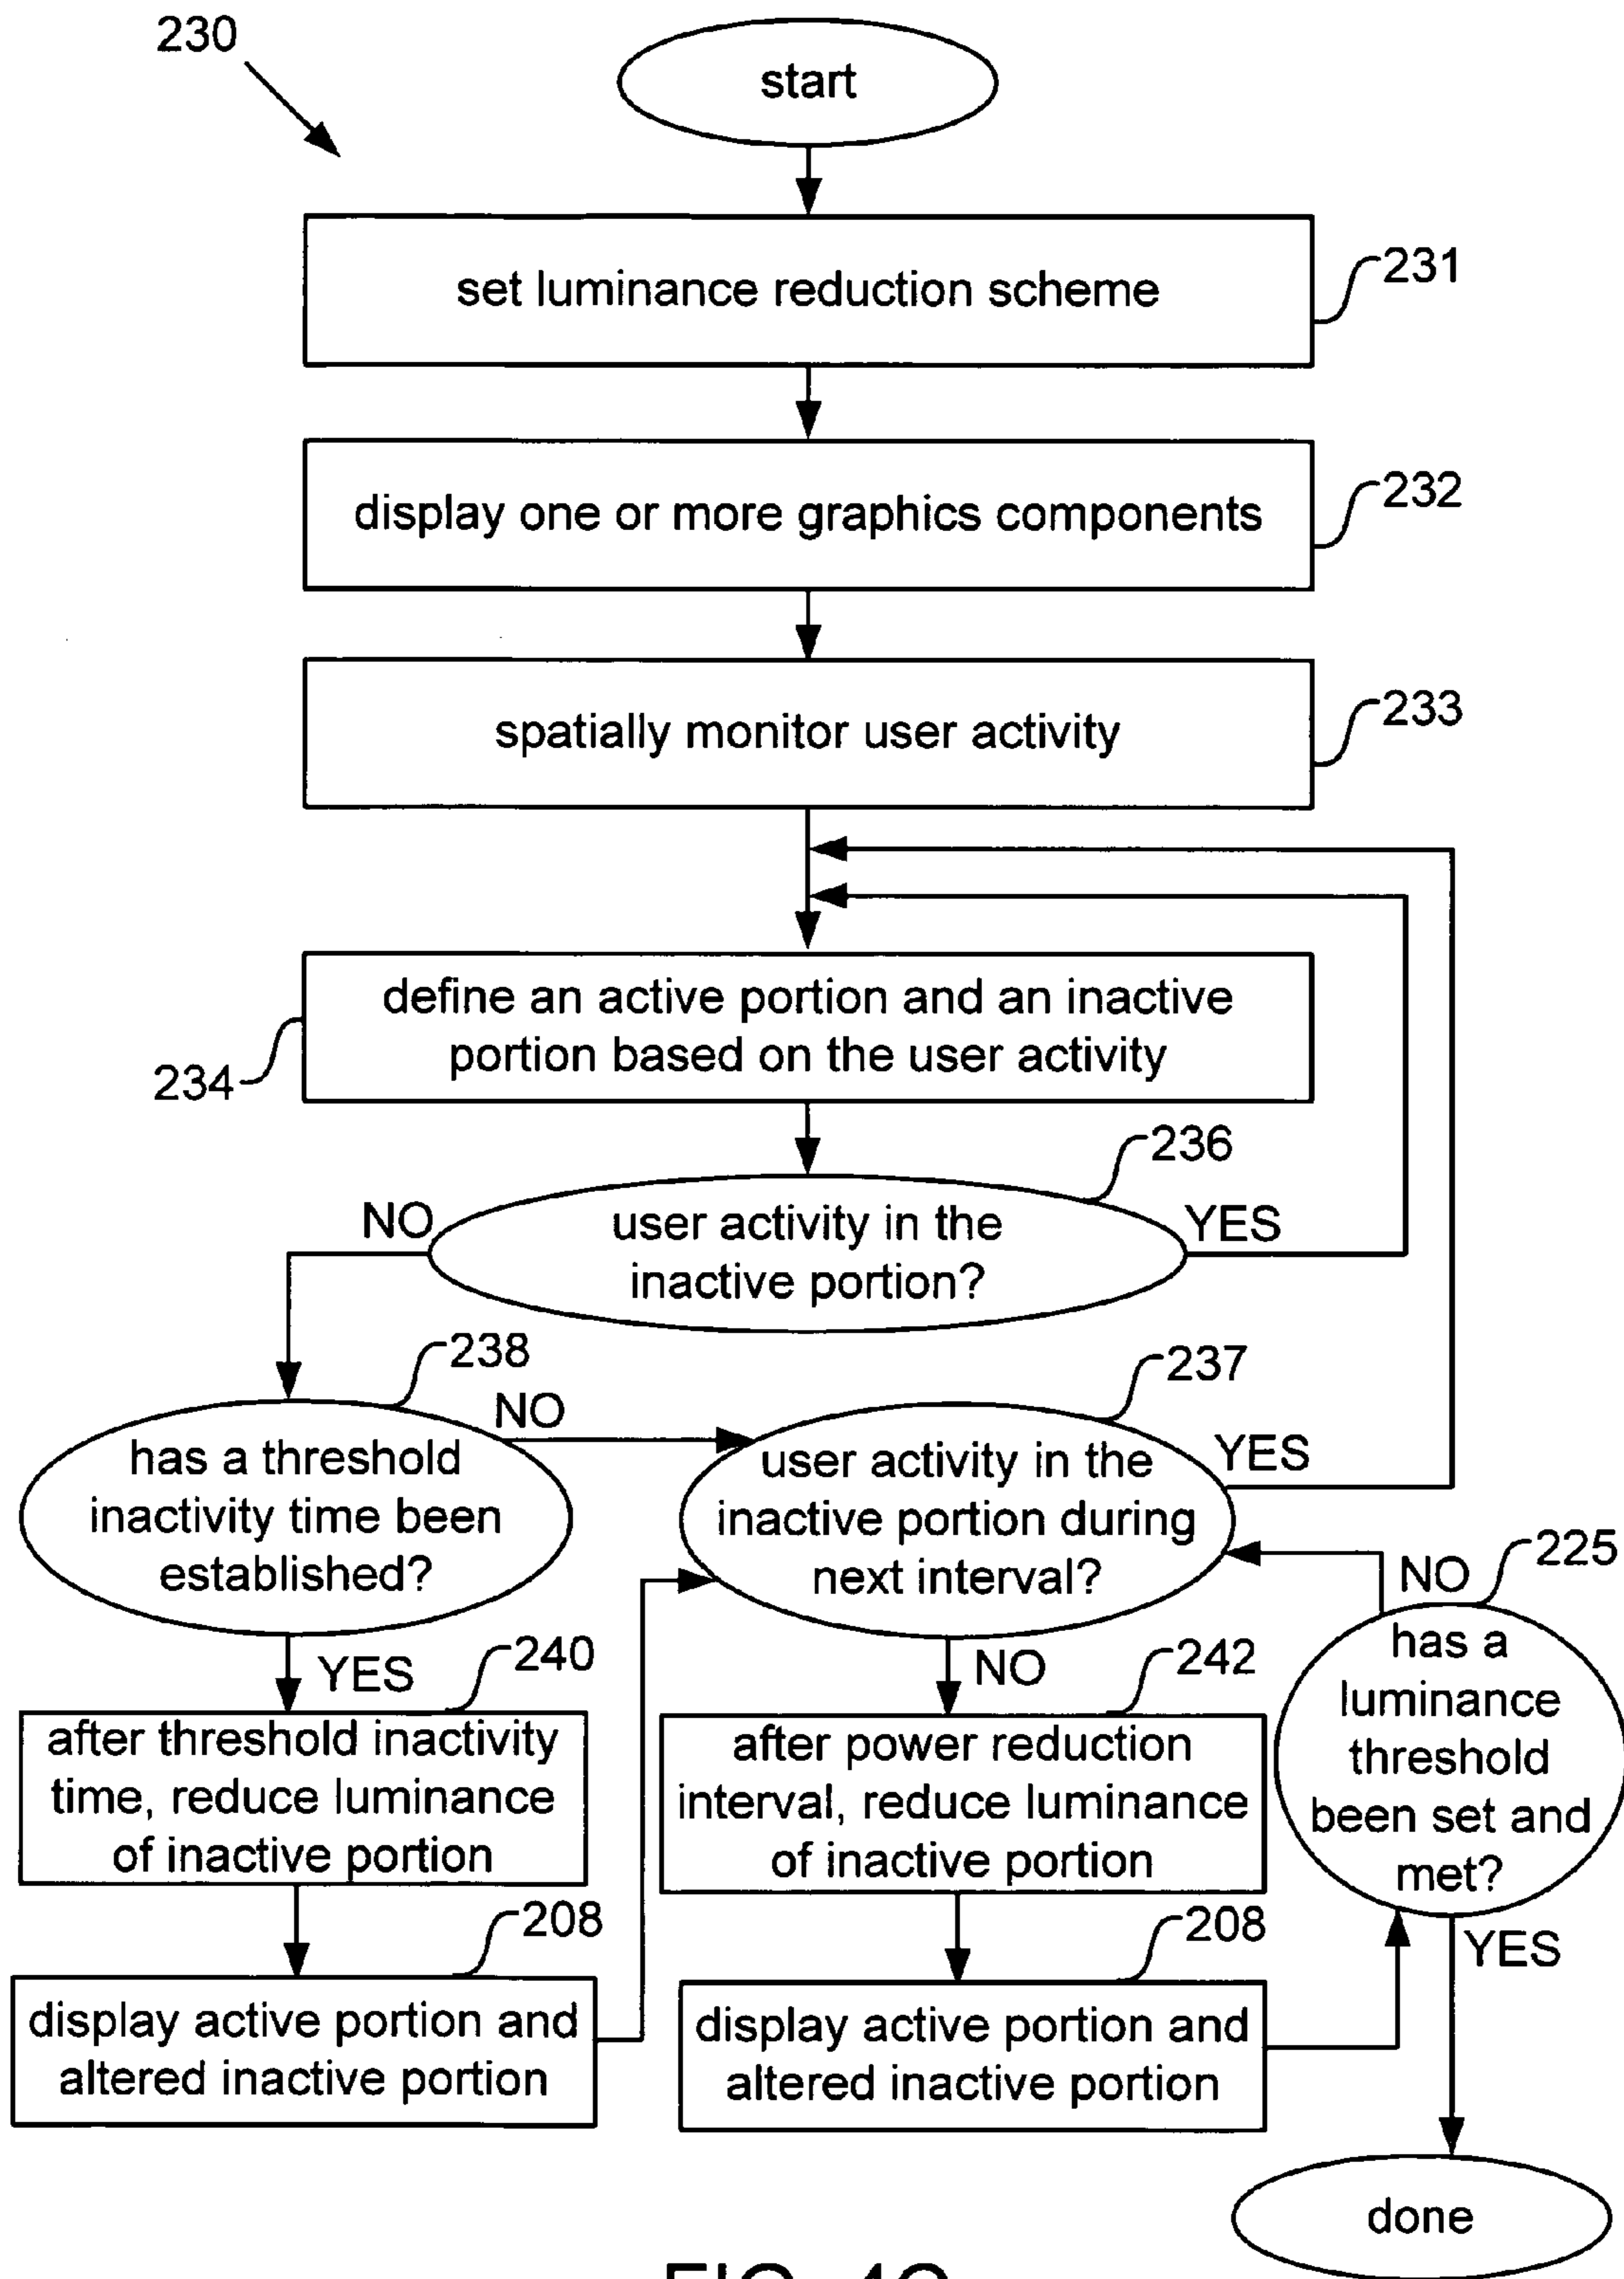 230
start
set luminance reduction scheme
231
display one or more graphics components
232
spatially monitor user activity
233
define an active portion and an inactive
portion based on the user activity
234
236
NO
user activity in the
inactive portion?
YES
238
has a threshold
inactivity time been
established?
NO
237
user activity in the
inactive portion during
next interval?
YES
225
NO
has a
luminance
threshold
been set and
met?
YES
240
after threshold inactivity
time, reduce luminance
of inactive portion
NO
242
after power reduction
interval, reduce luminance
of inactive portion
208
display active portion and
altered inactive portion
208
display active portion and
altered inactive portion
YES
done
FIG. 4C